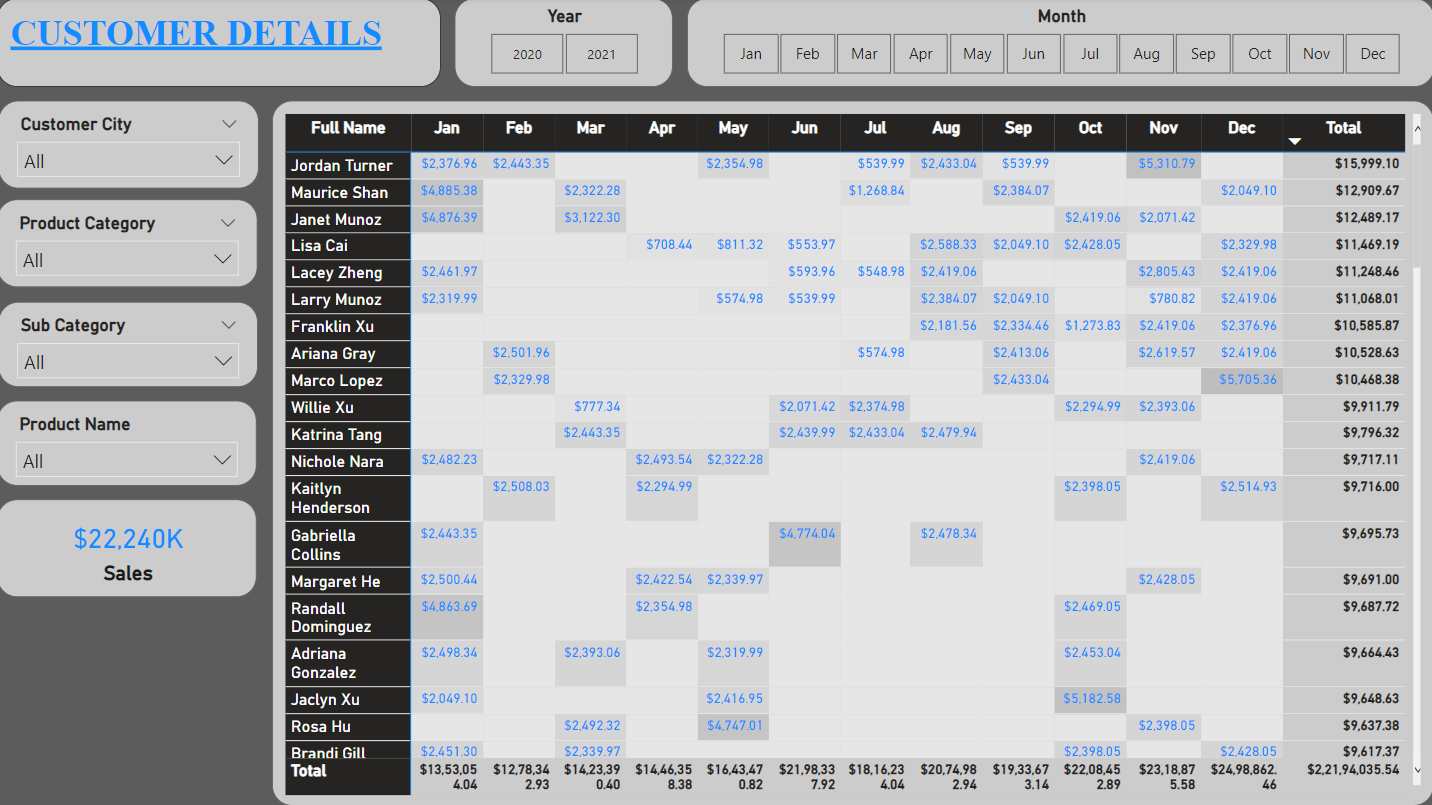 CUSTOMER DETAILS
Year
2020 2021
Month
Jan Feb Mar Apr May Jun Jul Aug Sep Oct Nov Dec
Customer City
All
Product Category
All
Sub Category
All
Product Name
All
$22,240K
Sales
Full Name Jan Feb Mar Apr May Jun Jul Aug Sep Oct Nov Dec Total
Jordan Turner $2,376.96 $2,443.35 $2,354.98 $539.99 $2,433.04 $539.99 $5,310.79 $15,999.10
Maurice Shan $4,885.38 $2,322.28 $1,268.84 $2,384.07 $2,049.10 $12,909.67
Janet Munoz $4,876.39 $3,122.30 $2,419.06 $2,071.42 $12,489.17
Lisa Cai $708.44 $811.32 $553.97 $2,588.33 $2,049.10 $2,428.05 $2,329.98 $11,469.19
Lacey Zheng $2,461.97 $593.96 $548.98 $2,419.06 $2,805.43 $2,419.06 $11,248.46
Larry Munoz $2,319.99 $574.98 $539.99 $2,384.07 $2,049.10 $780.82 $2,419.06 $11,068.01
Franklin Xu $2,181.56 $2,334.46 $1,273.83 $2,419.06 $2,376.96 $10,585.87
Ariana Gray $2,501.96 $574.98 $2,413.06 $2,619.57 $2,419.06 $10,528.63
Marco Lopez $2,329.98 $2,433.04 $5,705.36 $10,468.38
Willie Xu $777.34 $2,071.42 $2,374.98 $2,294.99 $2,393.06 $9,911.79
Katrina Tang $2,443.35 $2,439.99 $2,433.04 $2,479.94 $9,796.32
Nichole Nara $2,482.23 $2,493.54 $2,322.28 $2,419.06 $9,717.11
Kaitlyn $2,508.03 $2,294.99 $2,398.05 $2,514.93 $9,716.00
Henderson
Gabriella $2,443.35 $4,774.04 $2,478.34 $9,695.73
Collins
Margaret He $2,500.44 $2,422.54 $2,339.97 $2,428.05 $9,691.00
Randall $4,863.69 $2,354.98 $2,469.05 $9,687.72
Dominguez
Adriana $2,498.34 $2,393.06 $2,319.99 $2,453.04 $9,664.43
Gonzalez
Jaclyn Xu $2,049.10 $2,416.95 $5,182.58 $9,648.63
Rosa Hu $2,492.32 $4,747.01 $2,398.05 $9,637.38
Brandi Gill $2,451.30 $2,339.97 $2,398.05 $2,428.05 $9,617.37
Total $13,53,05 $12,78,34 $14,23,39 $14,46,35 $16,43,47 $21,98,33 $18,16,23 $20,74,98 $19,33,67 $22,08,45 $23,18,87 $24,98,862. $2,21,94,035.54
4.04 2.93 0.40 8.38 0.82 7.92 4.04 2.94 3.14 2.89 5.58 46